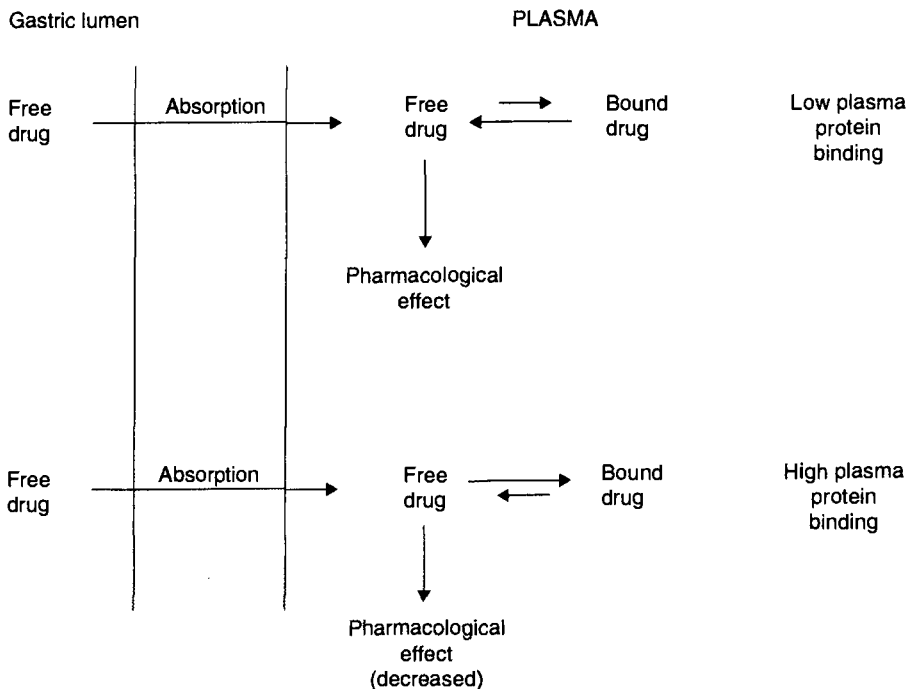 Gastric lumen
PLASMA
Free
drug
Absorption
Free
drug
Bound
drug
Low plasma
protein
binding
Pharmacological
effect
Free
drug
Absorption
Free
drug
Bound
drug
High plasma
protein
binding
Pharmacological
effect
(decreased)